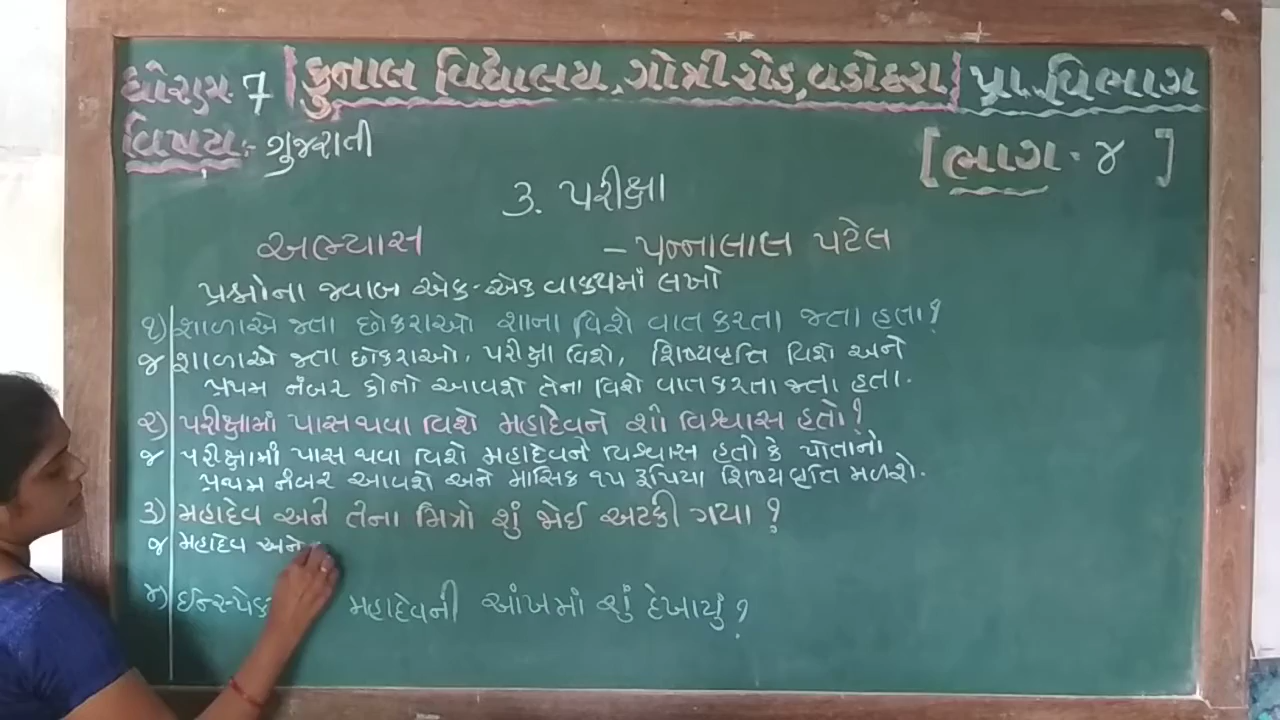 ધોરણ. 7 કુનાલ વિદ્યાલય, ગોત્રીરોડ, વડોદરા પ્રા. વિભાગ
વિષય:- ગુજરાતી [ભાગ - ૪ ]
૩. પરીક્ષા
અભ્યાસ - પન્નાલાલ પટેલ
પ્રશ્નોના જવાબ એક-એક વાક્યમાં લખો
૧) શાળાએ જતા છોકરાઓ શાના વિશે વાત કરતા જતા હતા?
જ શાળાએ જતા છોકરાઓ, પરીક્ષા વિશે, શિષ્યવૃત્તિ વિશે અને
પ્રથમ નંબર કોનો આવશે તેના વિશે વાત કરતા જતા હતા.
૨) પરીક્ષામાં પાસ થવા વિશે મહાદેવને શો વિશ્વાસ હતો?
જ પરીક્ષામાં પાસ થવા વિશે મહાદેવને વિશ્વાસ હતો કે પોતાનો
પ્રથમ નંબર આવશે અને માસિક ૧૫ રૂપિયા શિષ્યવૃત્તિ મળશે.
૩) મહાદેવ અને તેના મિત્રો શું જોઈ અટકી ગયા?
જ મહાદેવ અને
૪) મહાદેવની આંખમાં શું દેખાયું?